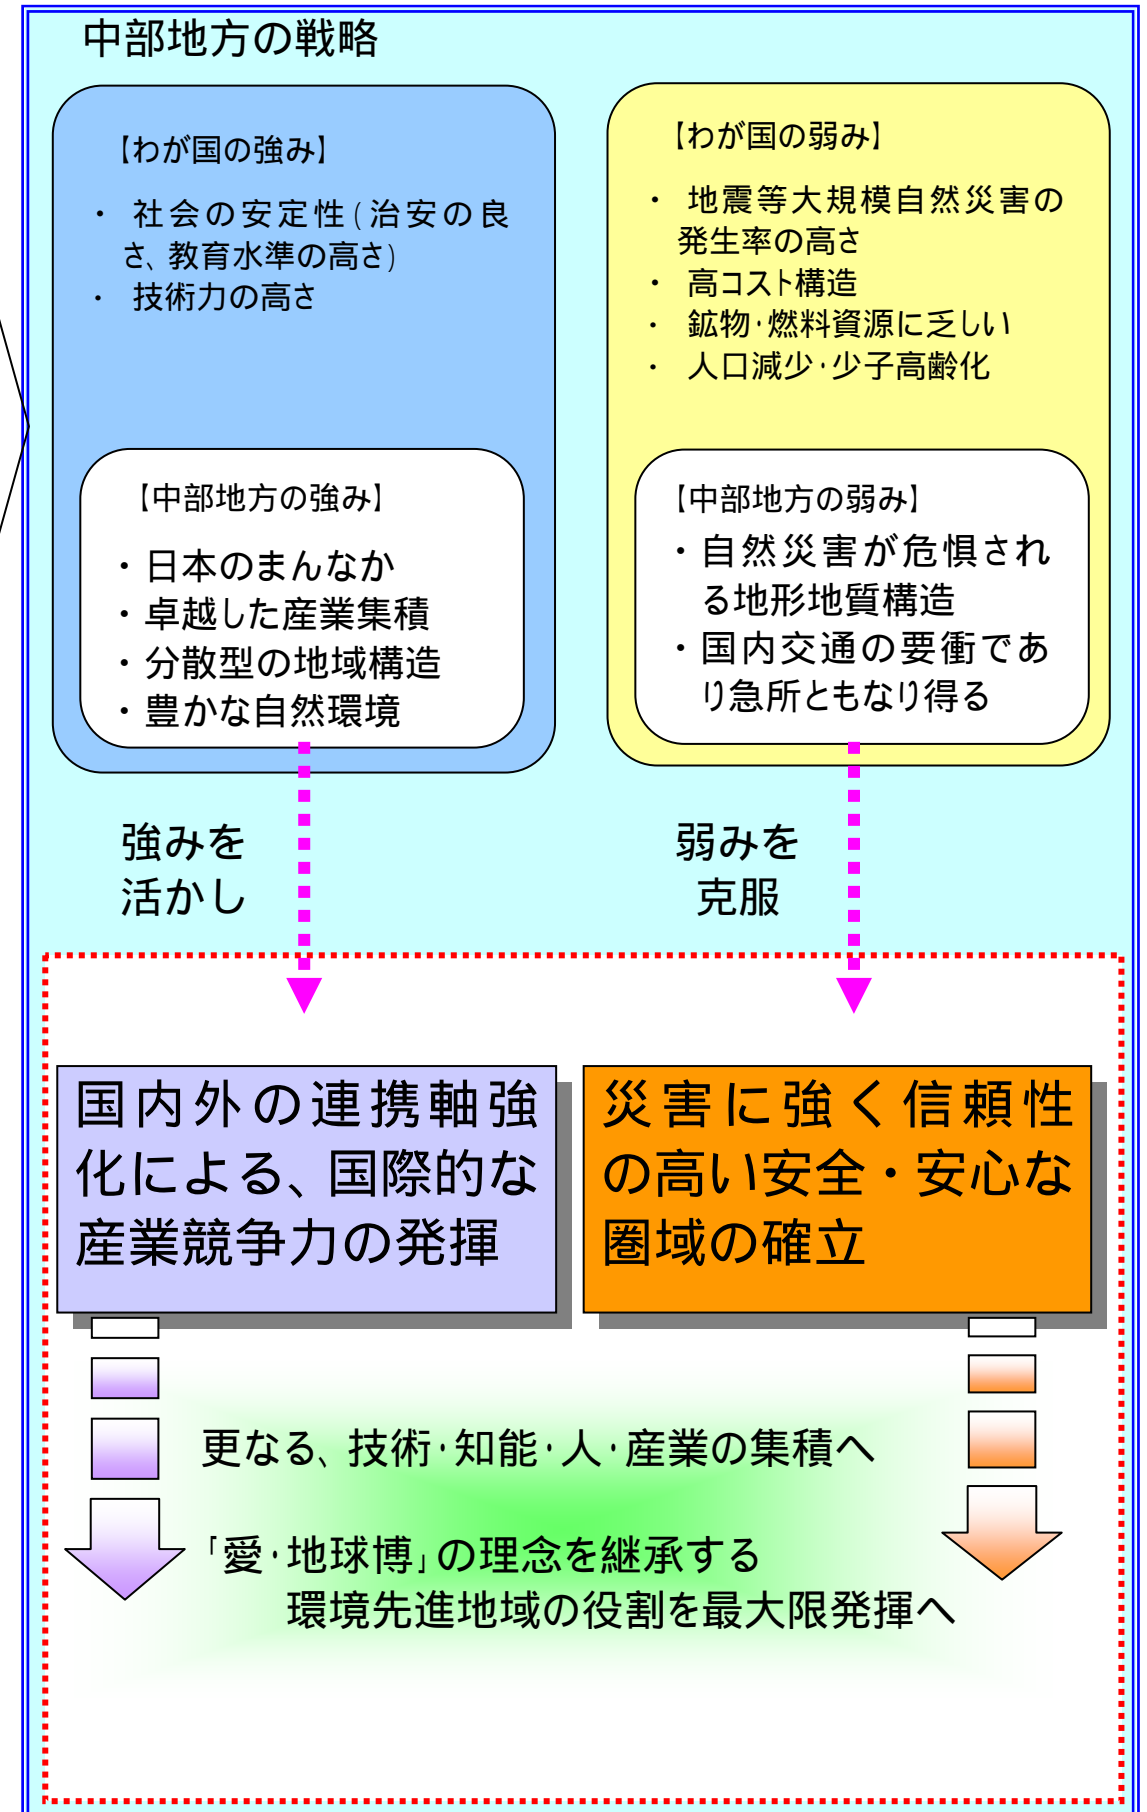 中部地方の戦略
【わが国の強み】
・ 社会の安定性(治安の良
さ、教育水準の高さ)
・ 技術力の高さ
【中部地方の強み】
・日本のまんなか
・卓越した産業集積
・分散型の地域構造
・豊かな自然環境
【わが国の弱み】
・ 地震等大規模自然災害の
発生率の高さ
・ 高コスト構造
・ 鉱物・燃料資源に乏しい
・ 人口減少・少子高齢化
【中部地方の弱み】
・自然災害が危惧され
る地形地質構造
・国内交通の要衝であ
り急所ともなり得る
強みを
活かし
弱みを
克服
国内外の連携軸強
化による、国際的な
産業競争力の発揮
災害に強く信頼性
の高い安全・安心な
圏域の確立
更なる、技術・知能・人・産業の集積へ
「愛・地球博」の理念を継承する
環境先進地域の役割を最大限発揮へ